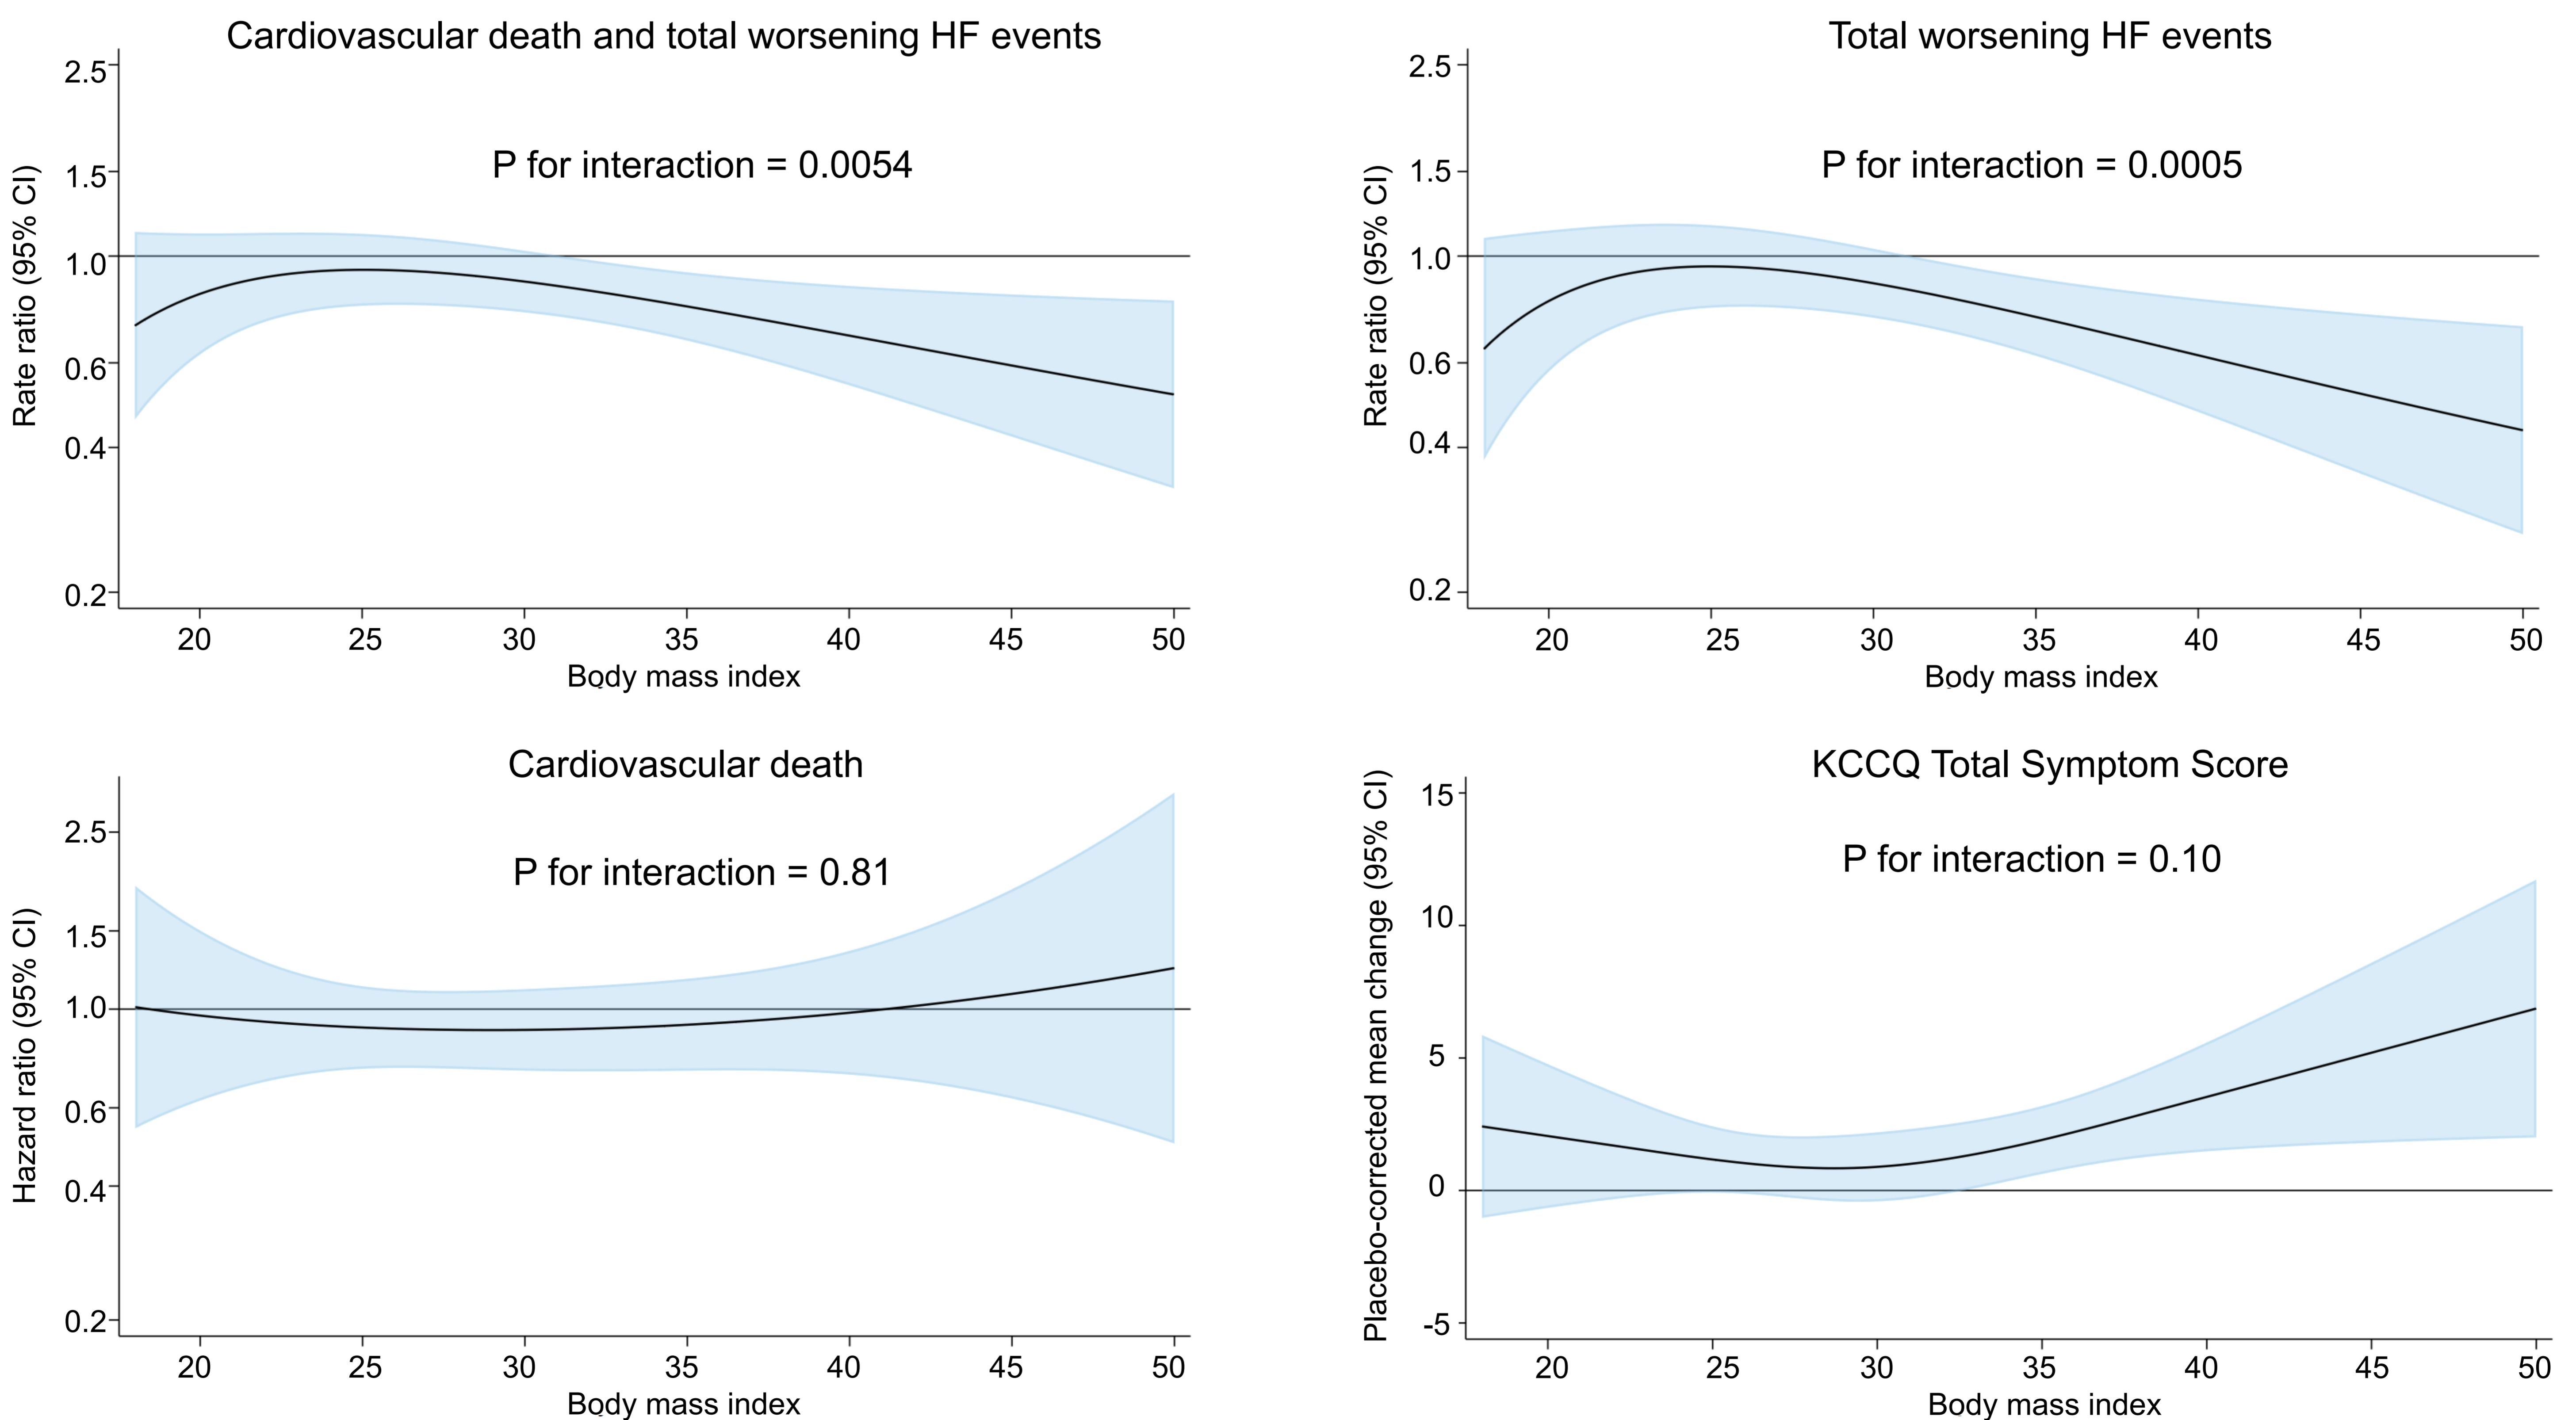 Cardiovascular death and total worsening HF events
2.5
1.5
1.0
0.6
0.4
0.2
Rate ratio (95% CI)
P for interaction = 0.0054
20 25 30 35 40 45 50
Body mass index
Total worsening HF events
2.5
1.5
1.0
0.6
0.4
0.2
Rate ratio (95% CI)
P for interaction = 0.0005
20 25 30 35 40 45 50
Body mass index
Cardiovascular death
2.5
1.5
1.0
0.6
0.4
0.2
Hazard ratio (95% CI)
P for interaction = 0.81
20 25 30 35 40 45 50
Body mass index
KCCQ Total Symptom Score
15
10
5
0
-5
Placebo-corrected mean change (95% CI)
P for interaction = 0.10
20 25 30 35 40 45 50
Body mass index